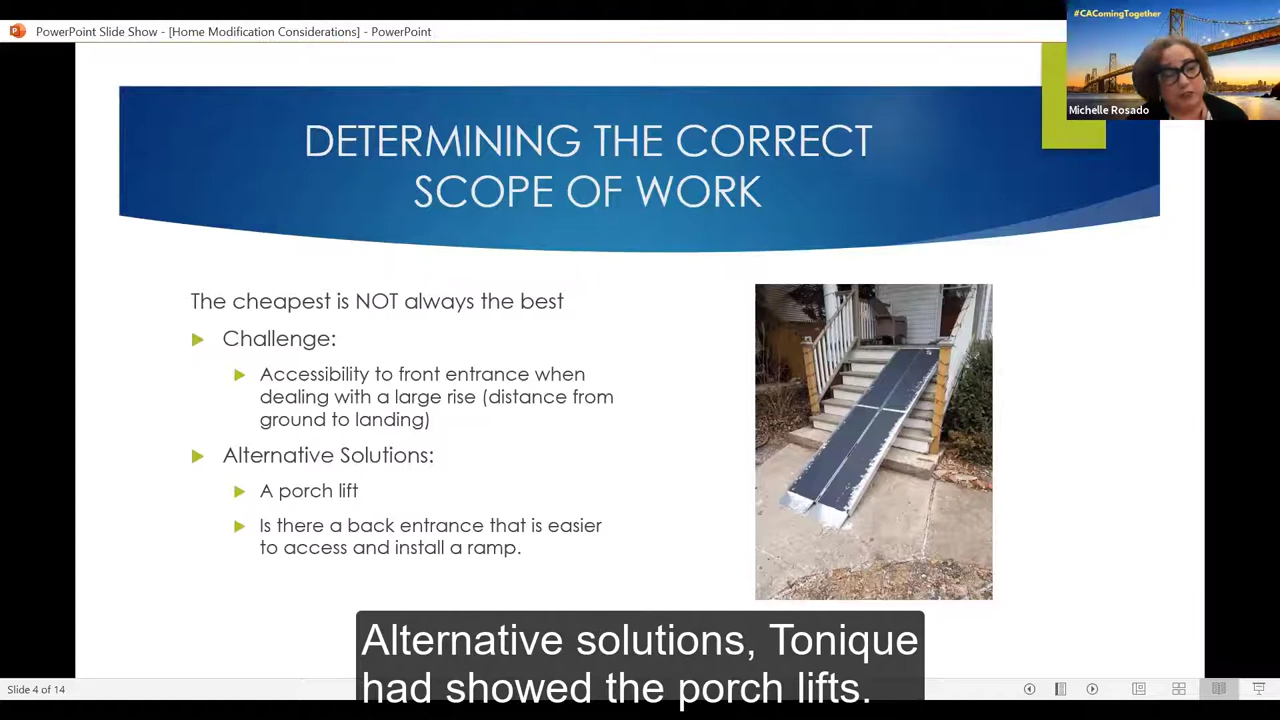 PowerPoint Slide Show - [Home Modification Considerations] - PowerPoint
#CAComingTogether
Michelle Rosado
DETERMINING THE CORRECT
SCOPE OF WORK
The cheapest is NOT always the best
Challenge:
Accessibility to front entrance when
dealing with a large rise (distance from
ground to landing)
Alternative Solutions:
A porch lift
Is there a back entrance that is easier
to access and install a ramp.
Alternative solutions, Tonique
had showed the porch lifts.
Slide 4 of 14